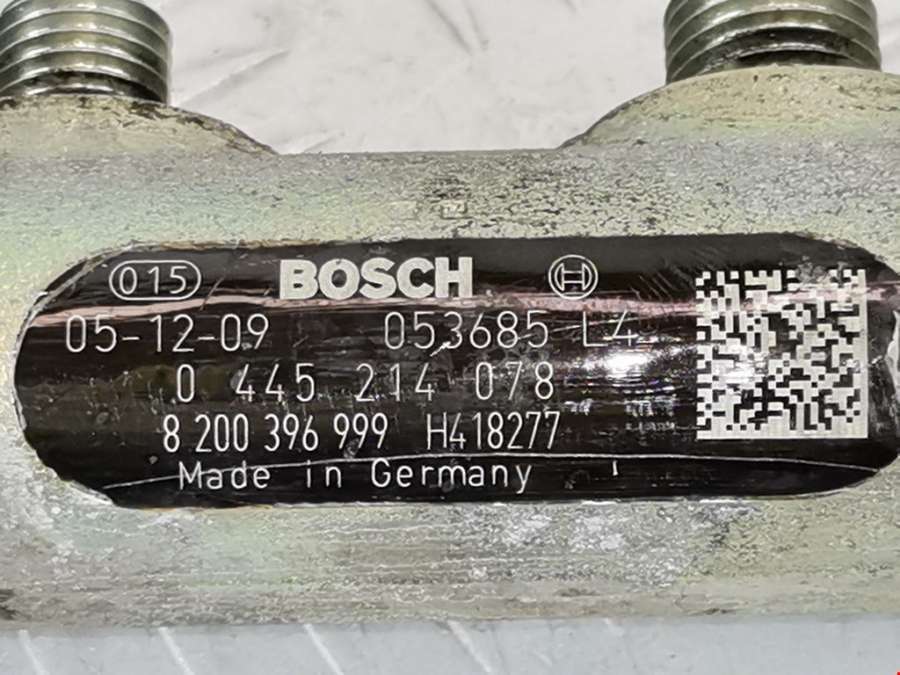 015 BOSCH
05-12-09 053685 L4
0 445 214 078
8 200 396 999 H418277
Made in Germany